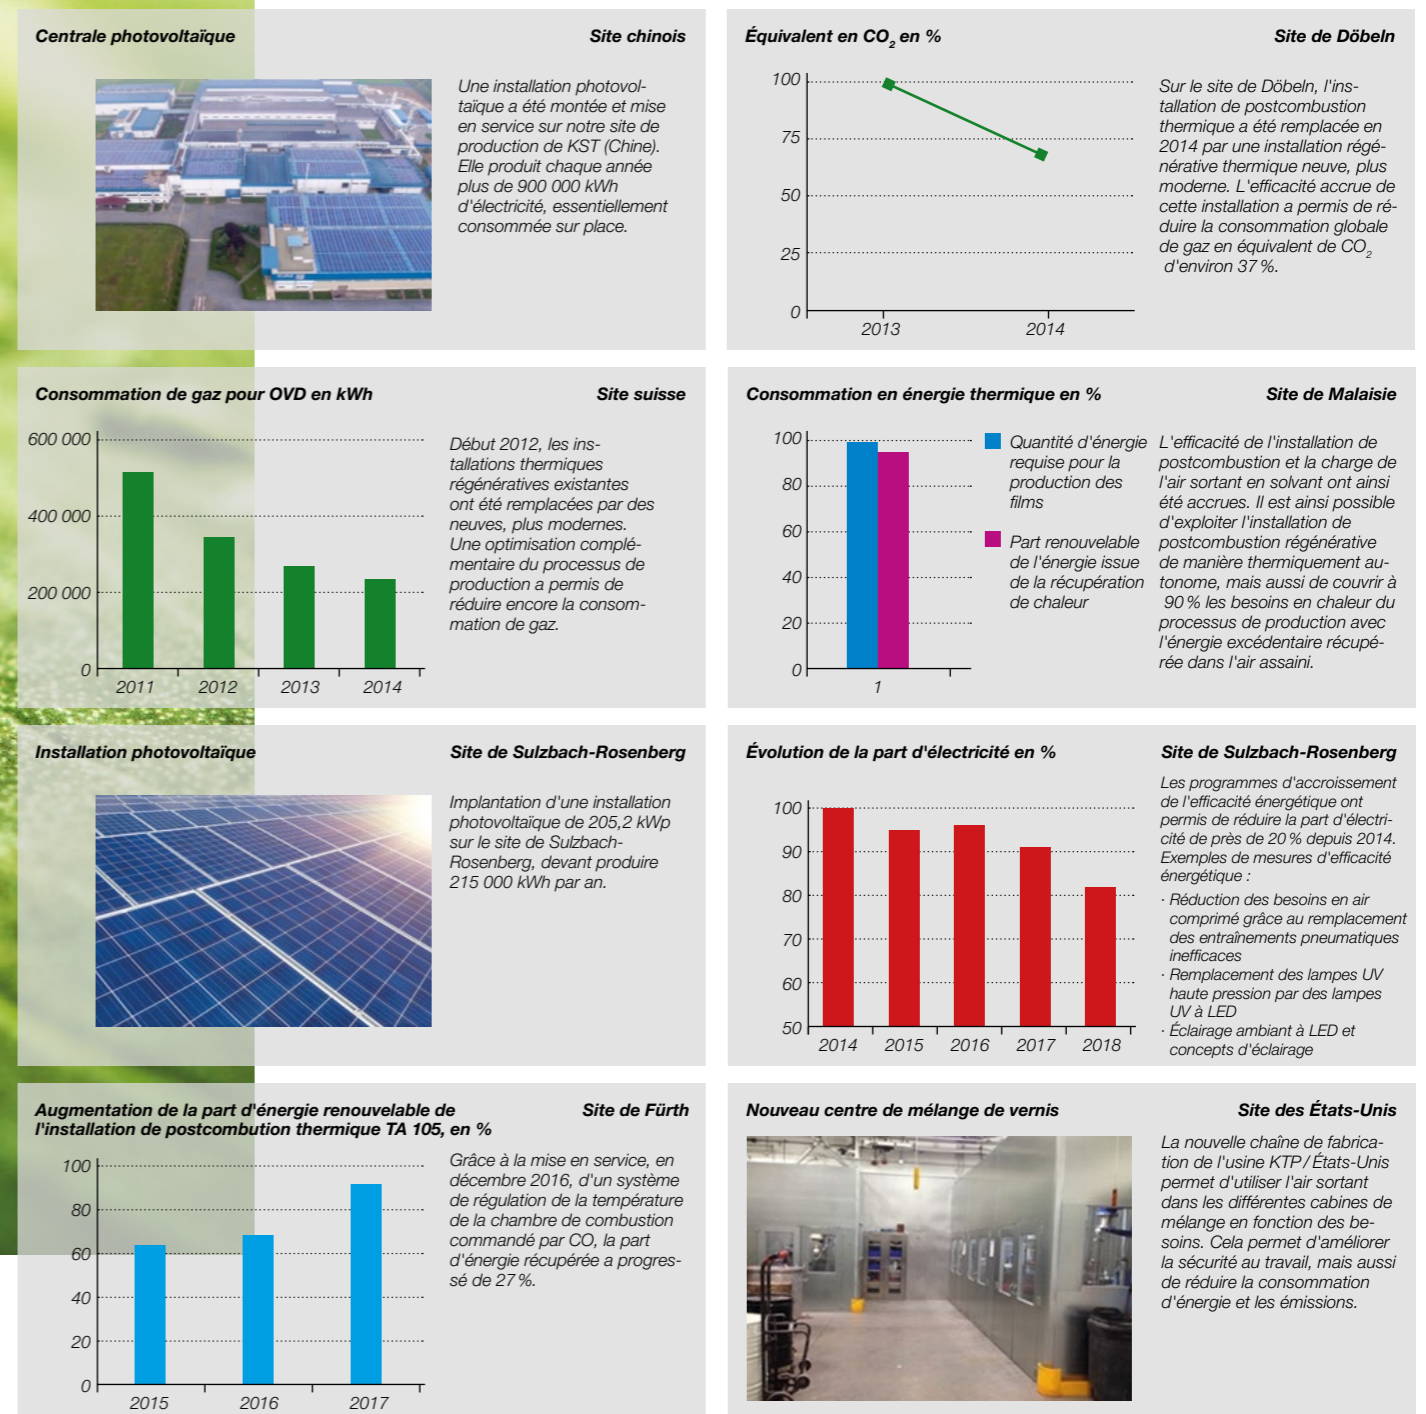 Centrale photovoltaïque
Site chinois
Une installation photovol-
taïque a été montée et mise
en service sur notre site de
production de KST (Chine).
Elle produit chaque année
plus de 900 000 kWh
d'électricité, essentiellement
consommée sur place.
Équivalent en CO2 en %
Site de Döbeln
100
75
50
25
0
2013
2014
Sur le site de Döbeln, l'ins-
tallation de postcombustion
thermique a été remplacée en
2014 par une installation régé-
nérative thermique neuve, plus
moderne. L'efficacité accrue de
cette installation a permis de ré-
duire la consommation globale
de gaz en équivalent de CO2
d'environ 37 %.
Consommation de gaz pour OVD en kWh
Site suisse
600 000
400 000
200 000
0
2011
2012
2013
2014
Début 2012, les ins-
tallations thermiques
régénératives existantes
ont été remplacées par des
neuves, plus modernes.
Une optimisation complé-
mentaire du processus de
production a permis de
réduire encore la consom-
mation de gaz.
Consommation en énergie thermique en %
Site de Malaisie
100
80
60
40
20
0
1
Quantité d'énergie
requise pour la
production des
films
Part renouvelable
de l'énergie issue
de la récupération
de chaleur
L'efficacité de l'installation de
postcombustion et la charge de
l'air sortant en solvant ont ainsi
été accrues. Il est ainsi possible
d'exploiter l'installation de
postcombustion régénérative
de manière thermiquement au-
tonome, mais aussi de couvrir à
90 % les besoins en chaleur du
processus de production avec
l'énergie excédentaire récupé-
rée dans l'air assaini.
Installation photovoltaïque
Site de Sulzbach-Rosenberg
Implantation d'une installation
photovoltaïque de 205,2 kWp
sur le site de Sulzbach-
Rosenberg, devant produire
215 000 kWh par an.
Évolution de la part d'électricité en %
Site de Sulzbach-Rosenberg
100
90
80
70
60
50
2014
2015
2016
2017
2018
Les programmes d'accroissement
de l'efficacité énergétique ont
permis de réduire la part d'électri-
cité de près de 20 % depuis 2014.
Exemples de mesures d'efficacité
énergétique :
· Réduction des besoins en air
comprimé grâce au remplacement
des entraînements pneumatiques
inefficaces
· Remplacement des lampes UV
haute pression par des lampes
UV à LED
· Éclairage ambiant à LED et
concepts d'éclairage
Augmentation de la part d'énergie renouvelable de
l'installation de postcombution thermique TA 105, en %
Site de Fürth
100
80
60
40
20
0
2015
2016
2017
Grâce à la mise en service, en
décembre 2016, d'un système
de régulation de la température
de la chambre de combustion
commandé par CO, la part
d'énergie récupérée a progres-
sé de 27 %.
Nouveau centre de mélange de vernis
Site des États-Unis
La nouvelle chaîne de fabrica-
tion de l'usine KTP / États-Unis
permet d'utiliser l'air sortant
dans les différentes cabines de
mélange en fonction des be-
soins. Cela permet d'améliorer
la sécurité au travail, mais aussi
de réduire la consommation
d'énergie et les émissions.